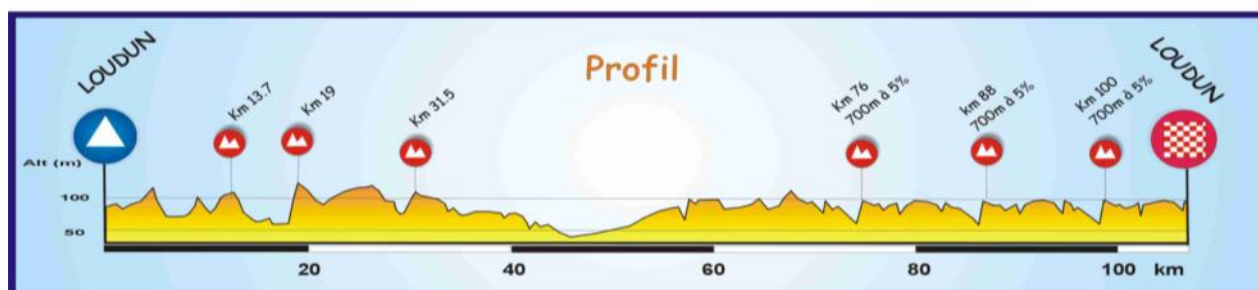 Profil
LOUDUN
Km 13.7
Km 19
Km 31.5
Km 76
700m à 5%
km 88
700m à 5%
Km 100
700m à 5%
LOUDUN
Alt (m)
100
50
20
40
60
80
100 km